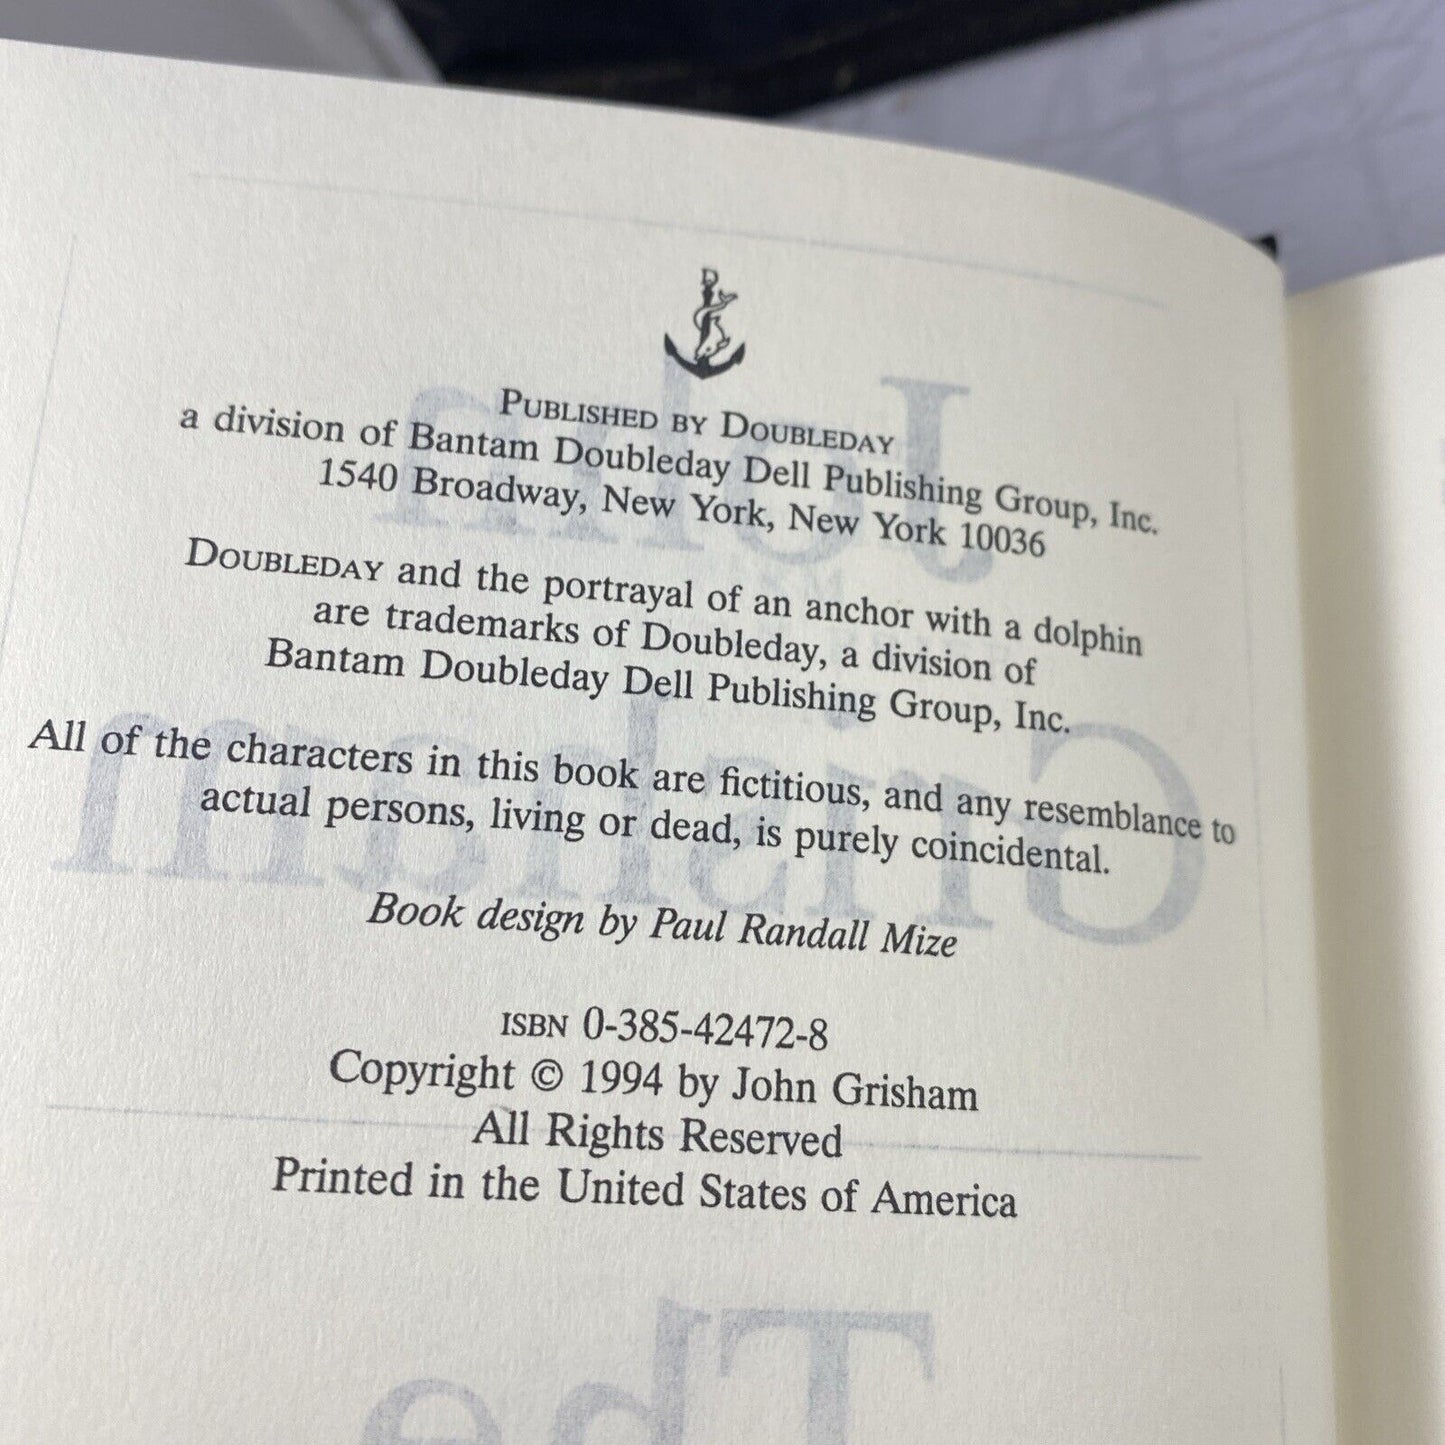 PUBLISHED BY DOUBLEDAY
a division of Bantam Doubleday Dell Publishing Group, Inc.
1540 Broadway, New York, New York 10036
DOUBLEDAY and the portrayal of an anchor with a dolphin
are trademarks of Doubleday, a division of
Bantam Doubleday Dell Publishing Group, Inc.
All of the characters in this book are fictitious, and any resemblance to
actual persons, living or dead, is purely coincidental.
Book design by Paul Randall Mize
ISBN 0-385-42472-8
Copyright © 1994 by John Grisham
All Rights Reserved
Printed in the United States of America
John
Grisham
The